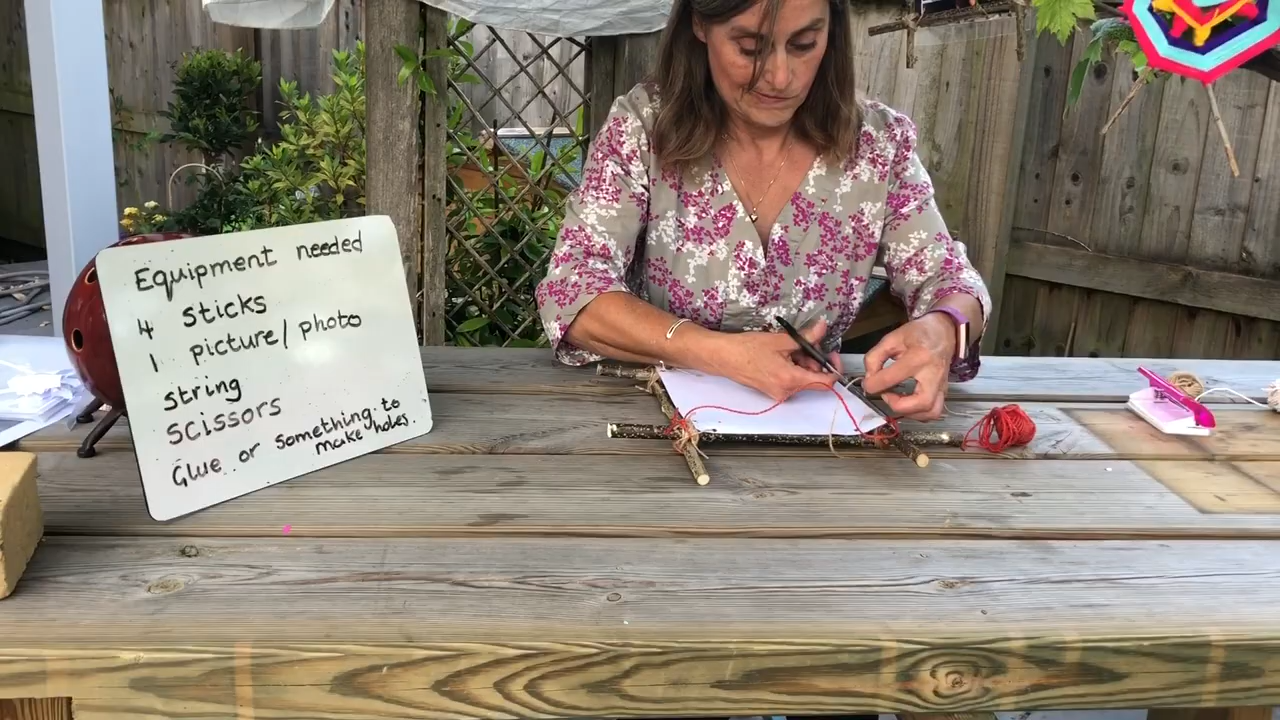 Equipment needed
4 sticks
1 picture/photo
string
scissors
Glue or something to
make holes.